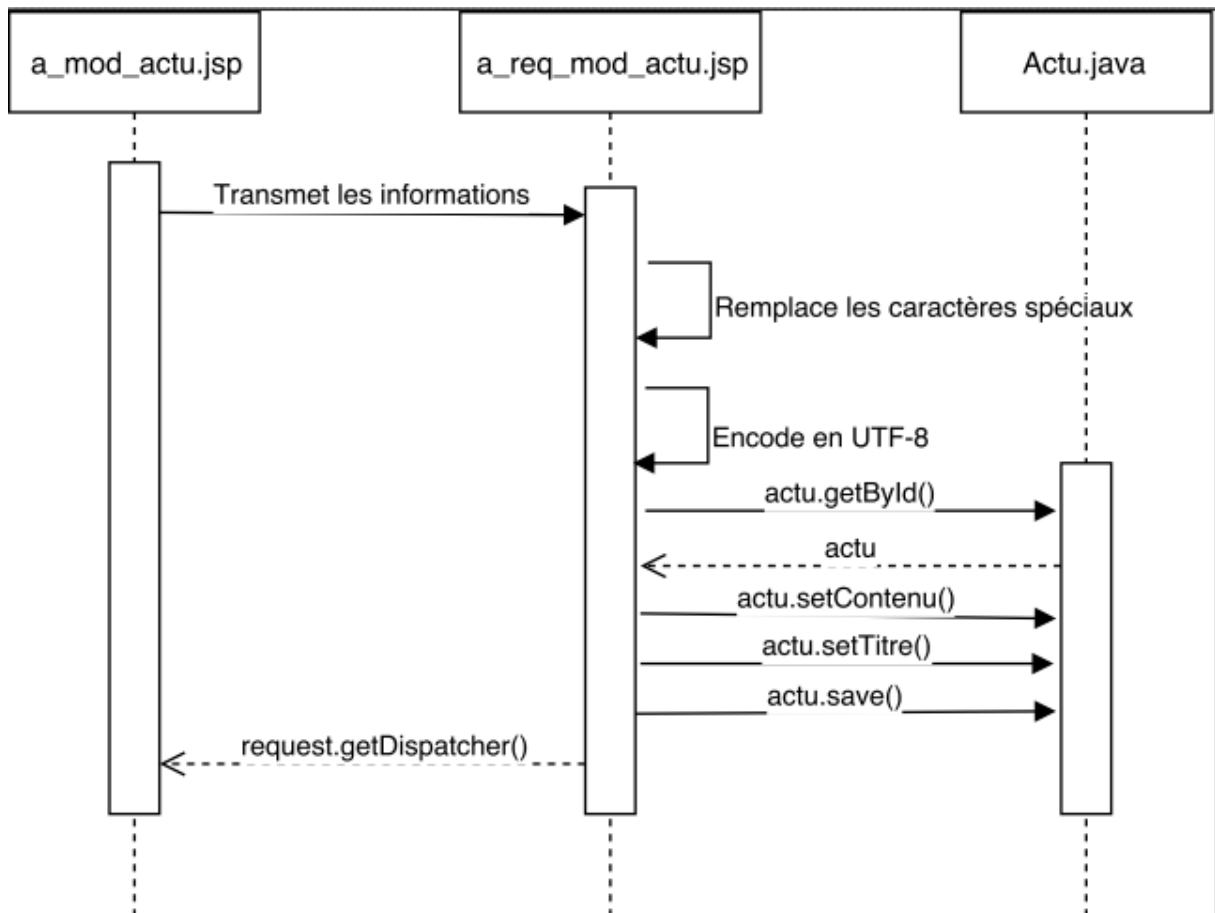 a_mod_actu.jsp
a_req_mod_actu.jsp
Actu.java
Transmet les informations
Remplace les caractères spéciaux
Encode en UTF-8
actu.getById()
actu
actu.setContenu()
actu.setTitre()
actu.save()
request.getDispatcher()